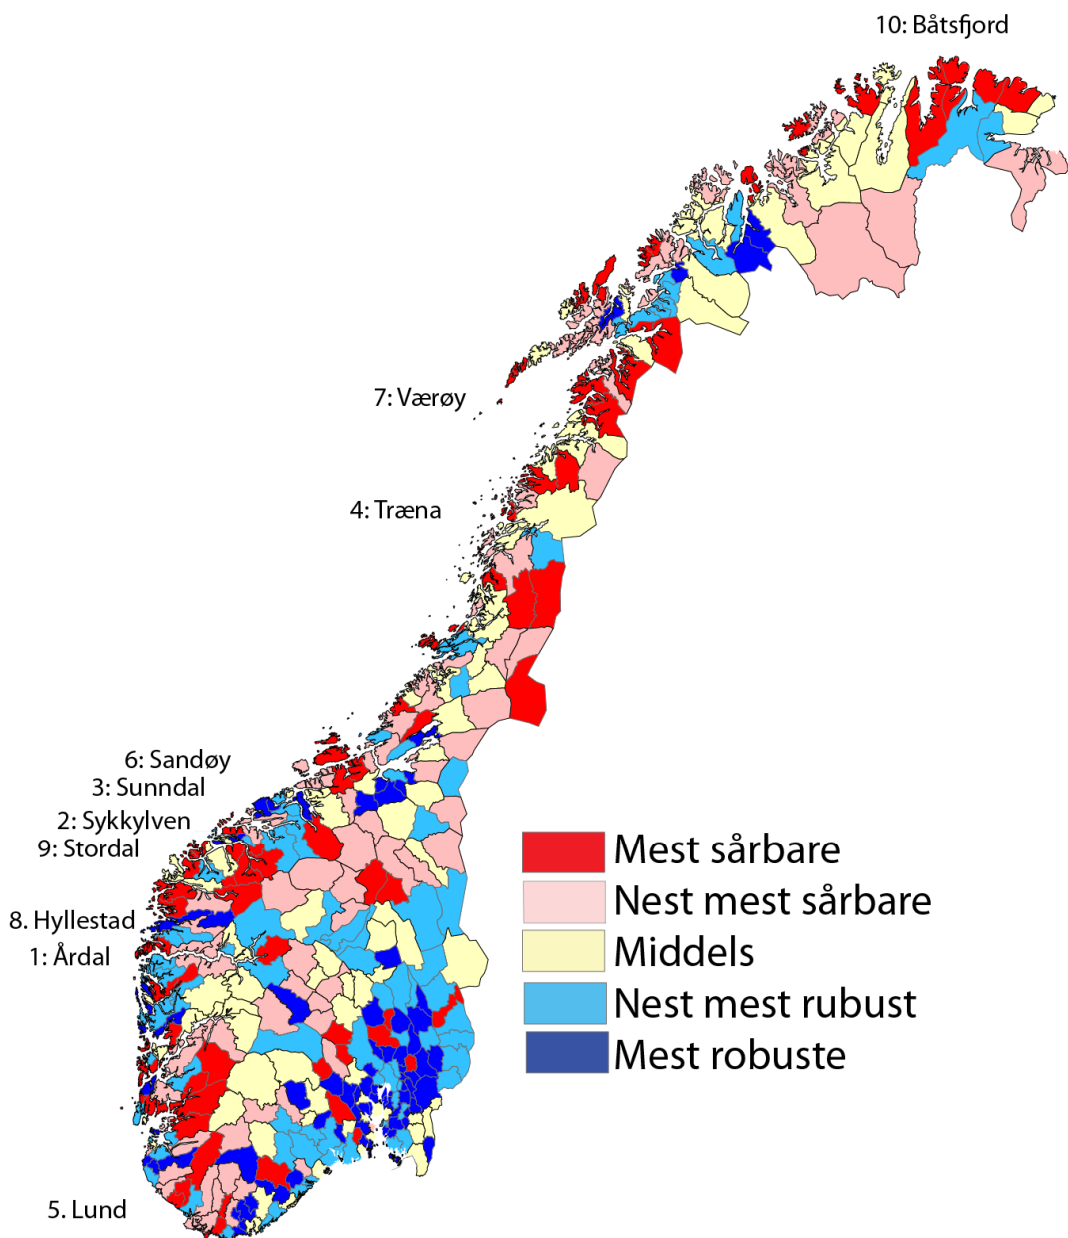 10: Båtsfjord
7: Værøy
4: Træna
6: Sandøy
3: Sunndal
2: Sykkylven
9: Stordal
8. Hyllestad
1: Årdal
5. Lund
Mest sårbare
Nest mest sårbare
Middels
Nest mest rubust
Mest robuste